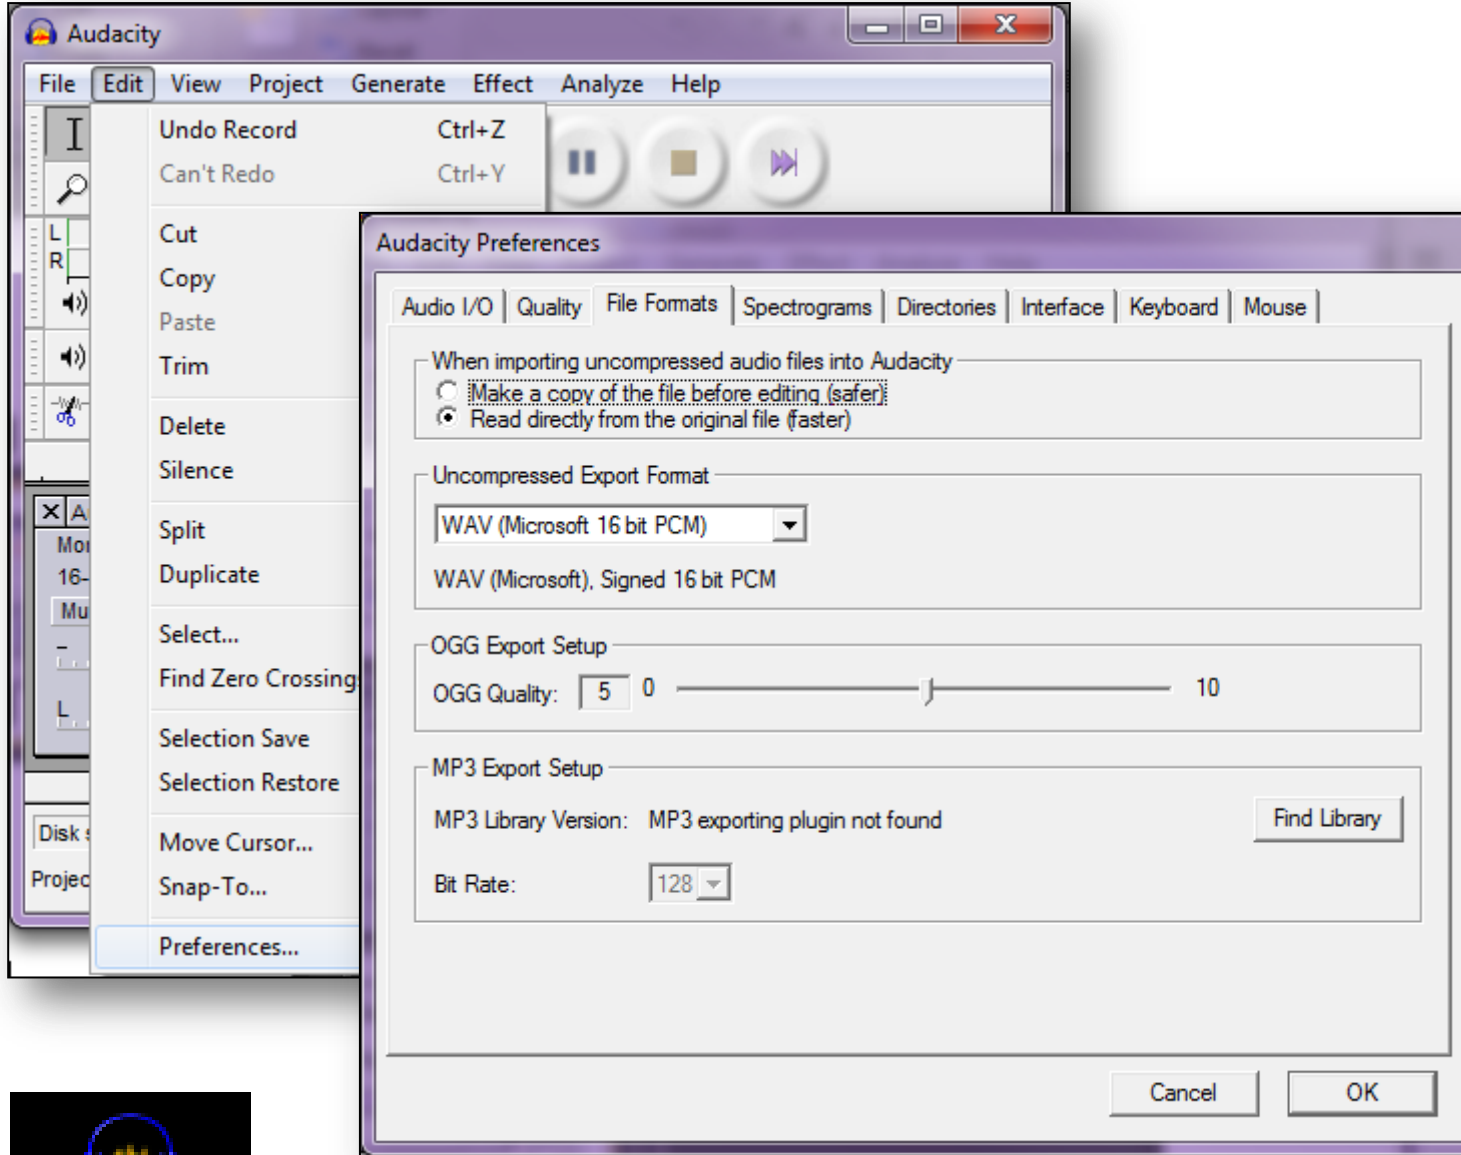 Audacity
File Edit View Project Generate Effect Analyze Help
Undo Record Ctrl+Z
Can't Redo Ctrl+Y
Cut
Copy
Paste
Trim
Delete
Silence
Split
Duplicate
Select...
Find Zero Crossing
Selection Save
Selection Restore
Move Cursor...
Snap-To...
Preferences...
L
R
X A
Mo
16-
Mu
-
L
Disk s
Projec
Audacity Preferences
Audio I/O Quality File Formats Spectrograms Directories Interface Keyboard Mouse
When importing uncompressed audio files into Audacity
Make a copy of the file before editing (safer)
Read directly from the original file (faster)
Uncompressed Export Format
WAV (Microsoft 16 bit PCM)
WAV (Microsoft), Signed 16 bit PCM
OGG Export Setup
OGG Quality: 5 0 10
MP3 Export Setup
MP3 Library Version: MP3 exporting plugin not found Find Library
Bit Rate: 128
Cancel OK